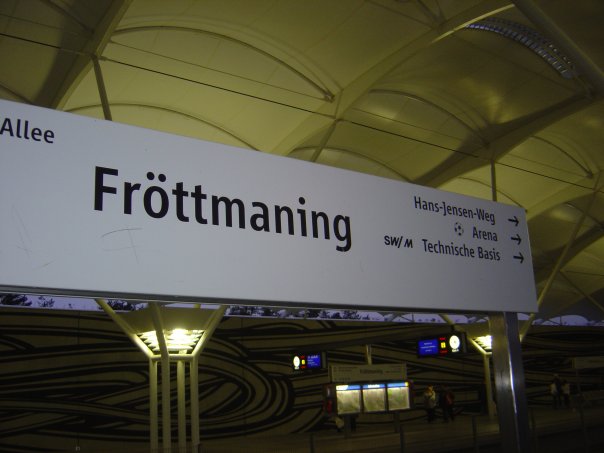 Allee
Fröttmaning
Hans-Jensen-Weg →
Arena →
SW//M Technische Basis →